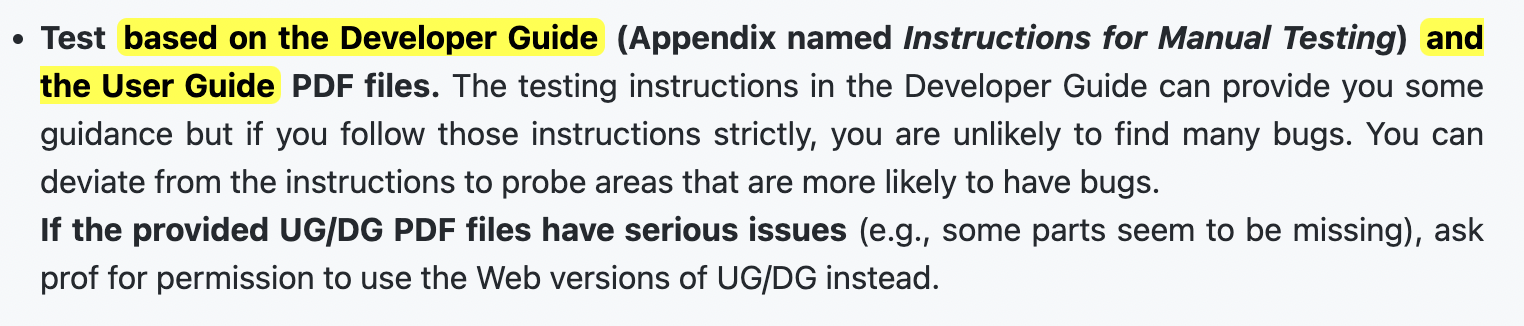 • Test based on the Developer Guide (Appendix named Instructions for Manual Testing) and
the User Guide PDF files. The testing instructions in the Developer Guide can provide you some
guidance but if you follow those instructions strictly, you are unlikely to find many bugs. You can
deviate from the instructions to probe areas that are more likely to have bugs.
If the provided UG/DG PDF files have serious issues (e.g., some parts seem to be missing), ask
prof for permission to use the Web versions of UG/DG instead.